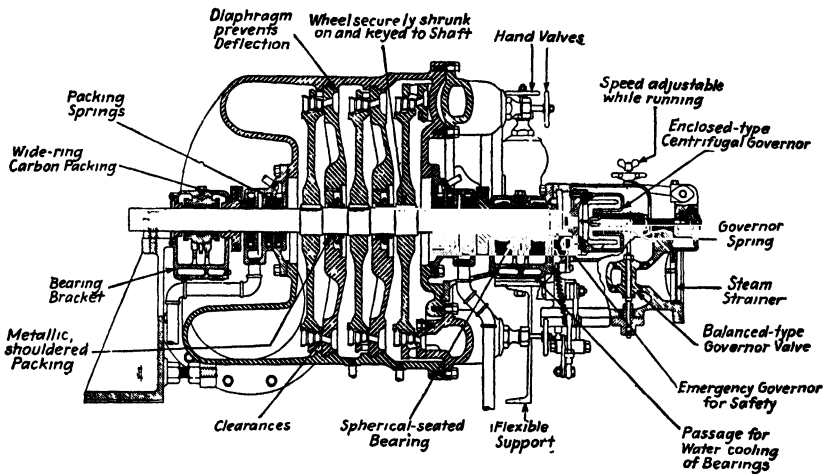 Diaphragm
prevents
Deflection
Wheel securely shrunk
on and keyed to Shaft
Hand Valves
Speed adjustable
while running
Enclosed-type
Centrifugal Governor
Packing
Springs
Wide-ring
Carbon Packing
Governor
Spring
Bearing
Bracket
Steam
Strainer
Metallic,
shouldered
Packing
Balanced-type
Governor Valve
Emergency Governor
for Safety
Clearances
Spherical-seated
Bearing
Flexible
Support
Passage for
Water cooling
of Bearings